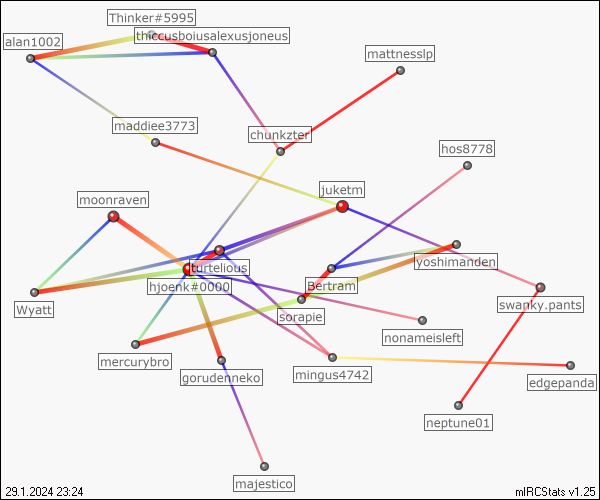 Thinker#5995
alan1002
thiccusboiusalexusjoneus
mattnesslp
maddiee3773
chunkzter
hos8778
juketm
moonraven
turtelious
yoshimanden
hjoenk#0000
Bertram
Wyatt
sorapie
swanky.pants
nonameisleft
mercurybro
gorudenneko
mingus4742
edgepanda
neptune01
majestico
29.1.2024 23:24
mIRCStats v1.25